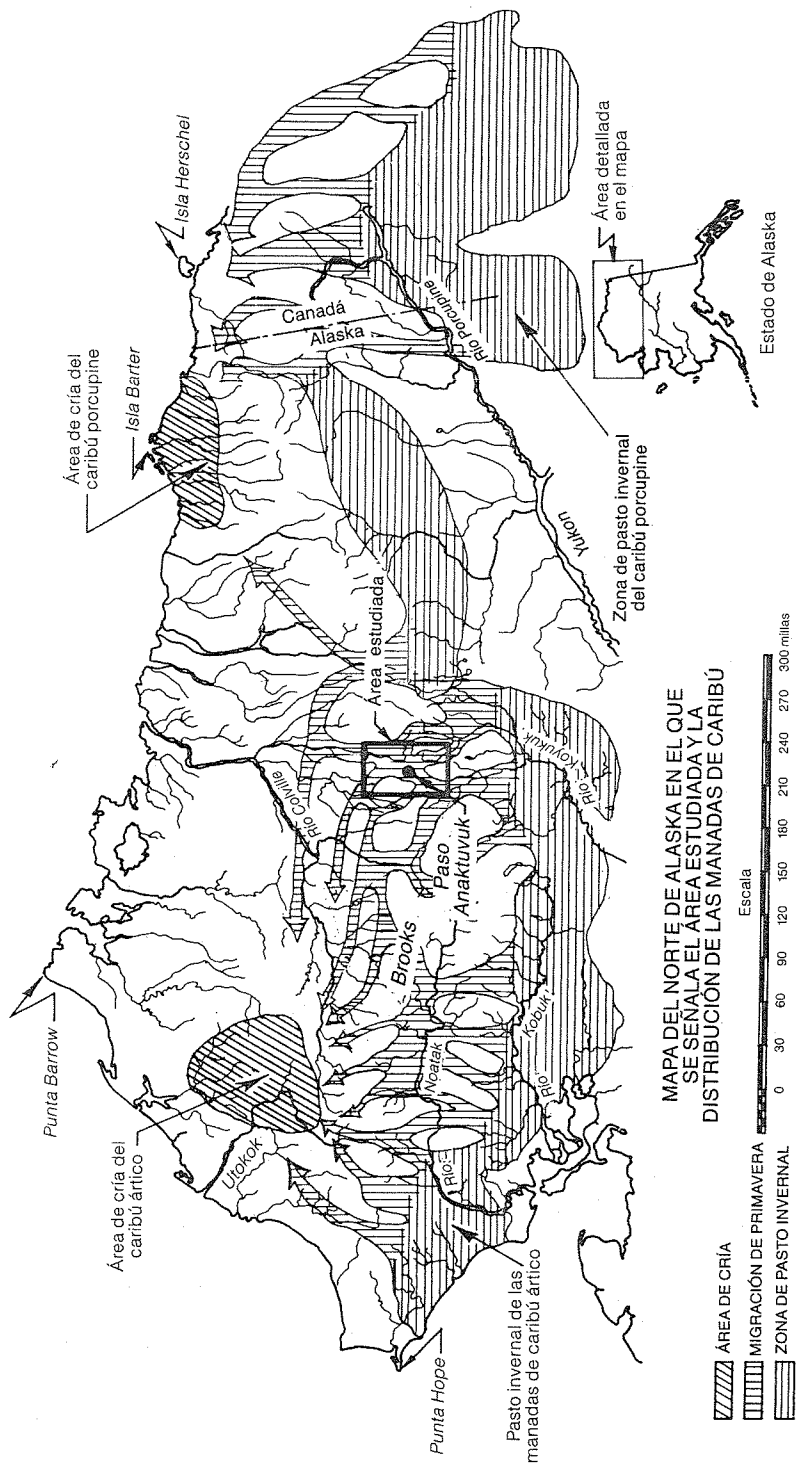 Punta Barrow
Isla Herschel
Área de cría del
caribú porcupine
Isla Barter
Área de cría del
caribú ártico
Utokok
Canadá
Alaska
Río Porcupine
Río Colville
Área estudiada
Brooks
Paso
Anaktuvuk
Noatak
Río
Río
Kobuk
Río
Koyukuk
Yukon
Punta Hope
Pasto invernal de las
manadas de caribú ártico
Zona de pasto invernal
del caribú porcupine
Área detallada
en el mapa
Estado de Alaska
MAPA DEL NORTE DE ALASKA EN EL QUE
SE SEÑALA EL ÁREA ESTUDIADA Y LA
DISTRIBUCIÓN DE LAS MANADAS DE CARIBÚ
Escala
0 30 60 90 120 150 180 210 240 270 300 millas
ÁREA DE CRÍA
MIGRACIÓN DE PRIMAVERA
ZONA DE PASTO INVERNAL